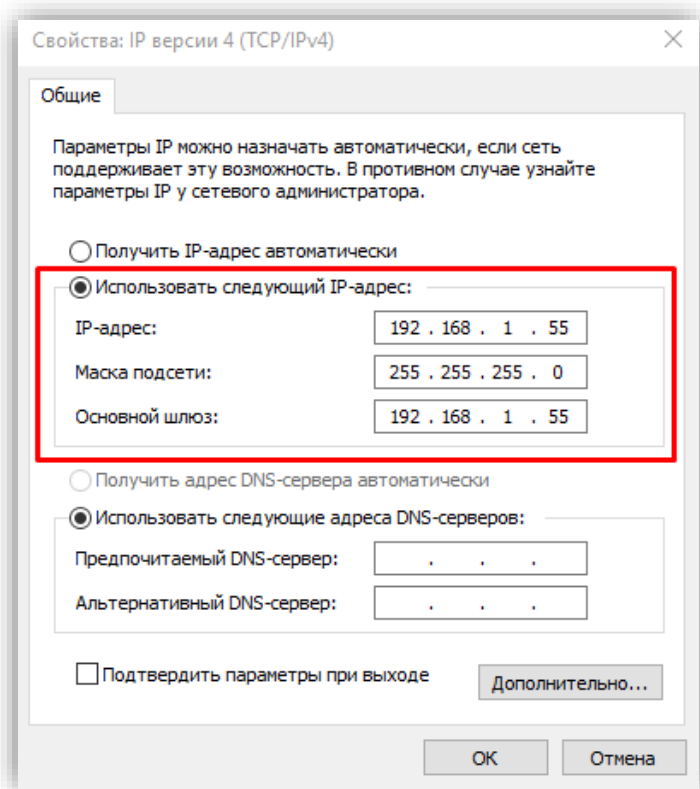 Свойства: IP версии 4 (TCP/IPv4)
Общие
Параметры IP можно назначать автоматически, если сеть
поддерживает эту возможность. В противном случае узнайте
параметры IP у сетевого администратора.
Получить IP-адрес автоматически
Использовать следующий IP-адрес:
IP-адрес: 192 . 168 . 1 . 55
Маска подсети: 255 . 255 . 255 . 0
Основной шлюз: 192 . 168 . 1 . 55
Получить адрес DNS-сервера автоматически
Использовать следующие адреса DNS-серверов:
Предпочитаемый DNS-сервер: . . .
Альтернативный DNS-сервер: . . .
Подтвердить параметры при выходе
Дополнительно...
ОК Отмена